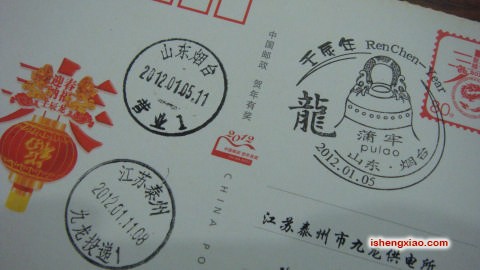 山东烟台
2012.01.05.11
江苏泰州
2012.01.11.08
九龙投递
中国邮政 贺年有奖
2012
CHINA PO
壬辰年 RenChen-Year
龍
蒲牢
pulao
山东·烟台
2012.01.05
80
江苏泰州市九龙供电所
ishengxiao.com